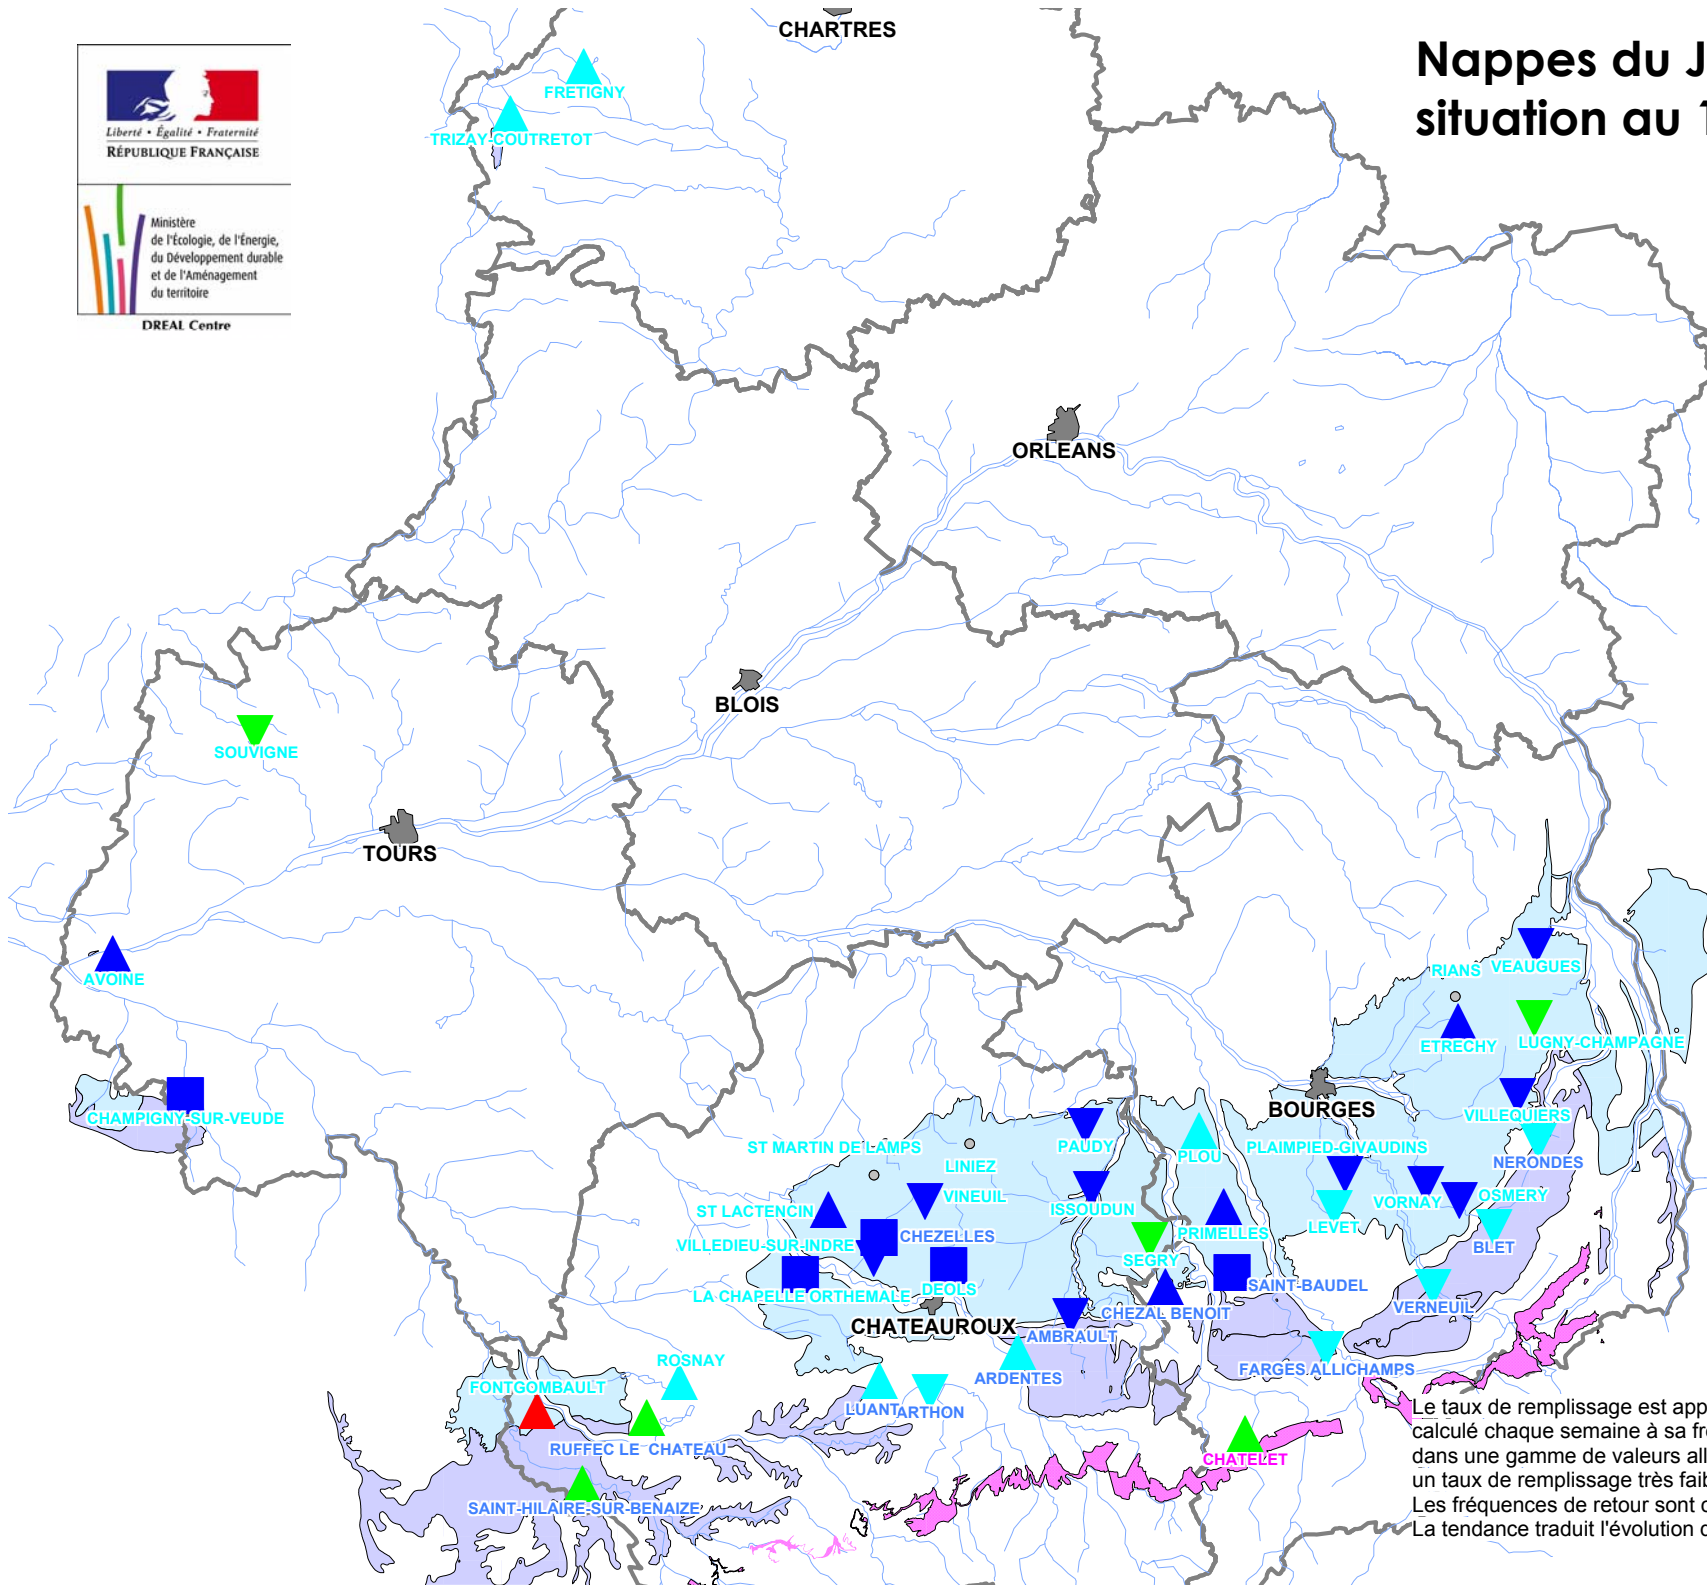 CHARTRES
Nappes du J
situation au 1
Liberté • Égalité • Fraternité
RÉPUBLIQUE FRANÇAISE
Ministère
de l'Écologie, de l'Énergie,
du Développement durable
et de l'Aménagement
du territoire
DREAL Centre
FRETIGNY
TRIZAY-COUTRETOT
ORLEANS
BLOIS
SOUVIGNE
TOURS
AVOINE
RIANS
VEAUGUES
ETRECHY
LUGNY-CHAMPAGNE
CHAMPIGNY-SUR-VEUDE
BOURGES
VILLEQUIERS
ST MARTIN DE LAMPS
LINIEZ
PAUDY
PLOU
PLAIMPIED-GIVAUDINS
NERONDES
ST LACTENCIN
VINEUIL
ISSOUDUN
VORNAY
OSMERY
LEVET
VILLEDIEU-SUR-INDRE
CHEZELLES
SEGRY
PRIMELLES
BLET
LA CHAPELLE ORTHEMALE
DEOLS
SAINT-BAUDEL
CHEZAL BENOIT
VERNEUIL
CHATEAUROUX
AMBRAULT
ROSNAY
ARDENTES
FARGES ALLICHAMPS
FONTGOMBAULT
LUANT
ARTHON
RUFFEC LE CHATEAU
CHATELET
SAINT-HILAIRE-SUR-BENAIZE
Le taux de remplissage est app
calculé chaque semaine à sa fr
dans une gamme de valeurs all
un taux de remplissage très faib
Les fréquences de retour sont c
La tendance traduit l'évolution d